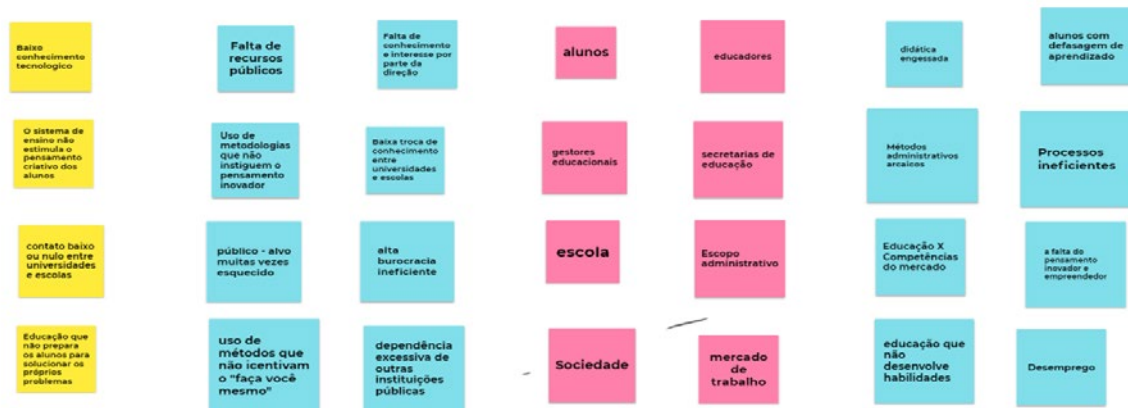 Baixo
conhecimento
tecnologico
Falta de
recursos
públicos
Falta de
conhecimento
e interesse por
parte da
direção
alunos
educadores
didática
engessada
alunos com
defasagem de
aprendizado
O sistema de
ensino não
estimula o
pensamento
criativo dos
alunos
Uso de
metodologias
que não
instiguem o
pensamento
inovador
Baixa troca de
conhecimento
entre
universidades
e escolas
gestores
educacionais
secretarias de
educação
Métodos
administrativos
arcaicos
Processos
ineficientes
contato baixo
ou nulo entre
universidades
e escolas
público - alvo
muitas vezes
esquecido
alta
burocracia
ineficiente
escola
Escopo
administrativo
Educação X
Competências
do mercado
a falta do
pensamento
inovador e
empreendedor
Educação que
não prepara
os alunos para
solucionar os
próprios
problemas
uso de
métodos que
não icentivam
o "faça você
mesmo"
dependência
excessiva de
outras
instituições
públicas
Sociedade
mercado
de
trabalho
educação que
não
desenvolve
habilidades
Desemprego